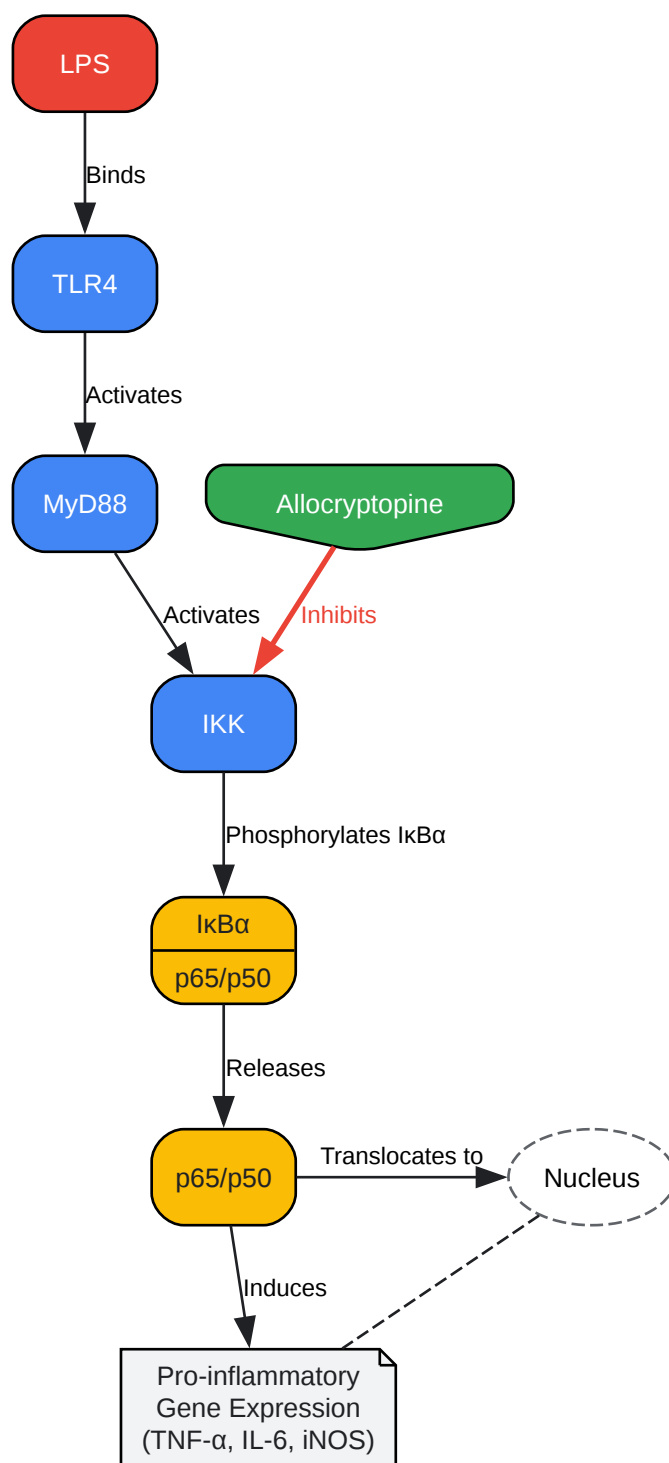 LPS
Binds
TLR4
Activates
MyD88
Allocryptopine
Activates
Inhibits
IKK
Phosphorylates IκBα
IκBα
p65/p50
Releases
p65/p50
Translocates to
Nucleus
Induces
Pro-inflammatory
Gene Expression
(TNF-α, IL-6, iNOS)